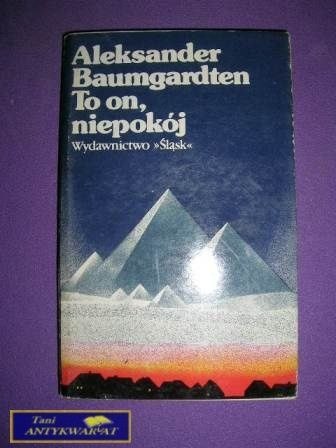 Aleksander
Baumgardten
To on,
niepokój
Wydawnictwo »Śląsk«
Tani
ANTYKWARIAT